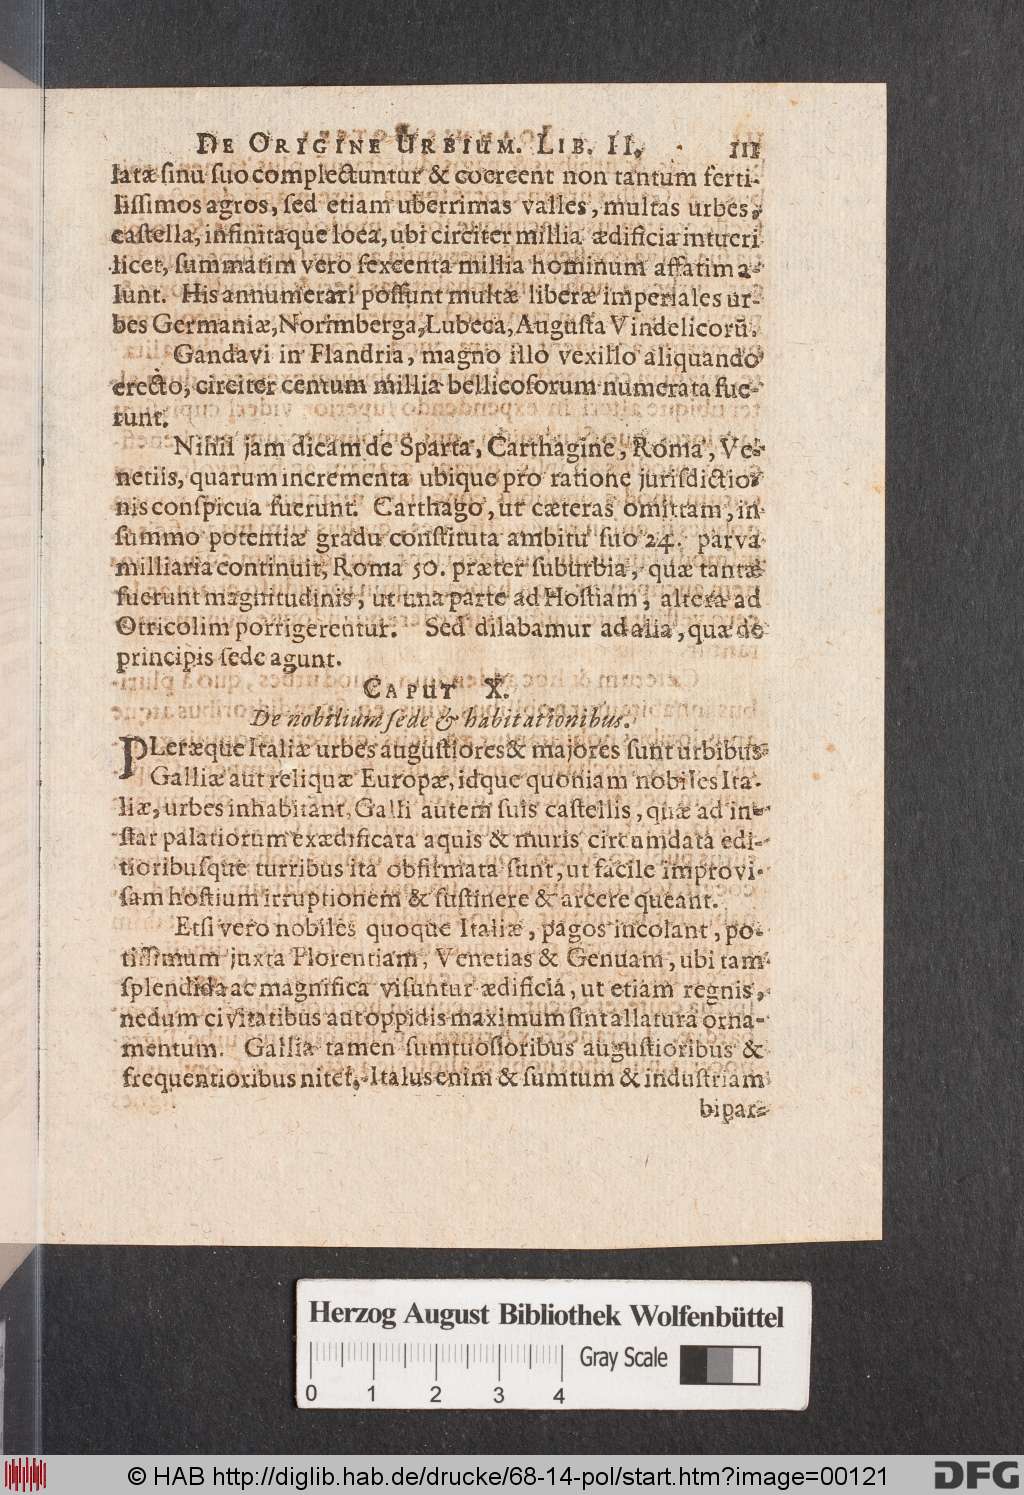 DE ORIGINE URBIUM. LIB. II. 111
latæ sinu suo complectuntur & coercent non tantum ferti-
lissimos agros, sed etiam uberrimas valles, multas urbes,
castella, infinitaque loca, ubi circiter millia ædificia intueri
licet, summatim vero sexcenta millia hominum affatim a-
lunt. His annumerari possunt multæ liberæ imperiales ur-
bes Germaniæ, Norimberga, Lubeca, Augusta Vindelicorũ.
Gandavi in Flandria, magno illo vexillo aliquando
erecto, circiter centum millia bellicosorum numerata fue-
runt.
Nihil jam dicam de Sparta, Carthagine, Roma, Ve-
netiis, quarum incrementa ubique pro ratione jurisdictio-
nis conspicua fuerunt. Carthago, ut cæteras omittam, in
summo potentiæ gradu constituta ambitu suo 24. parva
milliaria continuit, Roma 50. præter suburbia, quæ tantæ
fuerunt magnitudinis, ut una parte ad Hostiam, altera ad
Otricolim porrigerentur. Sed dilabamur ad alia, quæ de
principis sede agunt.
CAPUT X.
De nobilium sede & habitationibus.
PLeræque Italiæ urbes augustiores & majores sunt urbibus
Galliæ aut reliquæ Europæ, idque quoniam nobiles Ita-
liæ, urbes inhabitant, Galli autem suis castellis, quæ ad in-
star palatiorum exædificata aquis & muris circumdata edi-
tioribusque turribus ita obfirmata sunt, ut facile improvi-
sam hostium irruptionem & sustinere & arcere queant.
Etsi vero nobiles quoque Italiæ, pagos incolant, po-
tissimum juxta Florentiam, Venetias & Genuam, ubi tam
splendida ac magnifica visuntur ædificia, ut etiam regnis,
nedum civitatibus aut oppidis maximum sint allatura orna-
mentum. Gallia tamen sumtuosioribus augustioribus &
frequentioribus nitet, Italus enim & sumtum & industriam
bipar-
Herzog August Bibliothek Wolfenbüttel
Gray Scale
0 1 2 3 4
© HAB http://diglib.hab.de/drucke/68-14-pol/start.htm?image=00121
DFG